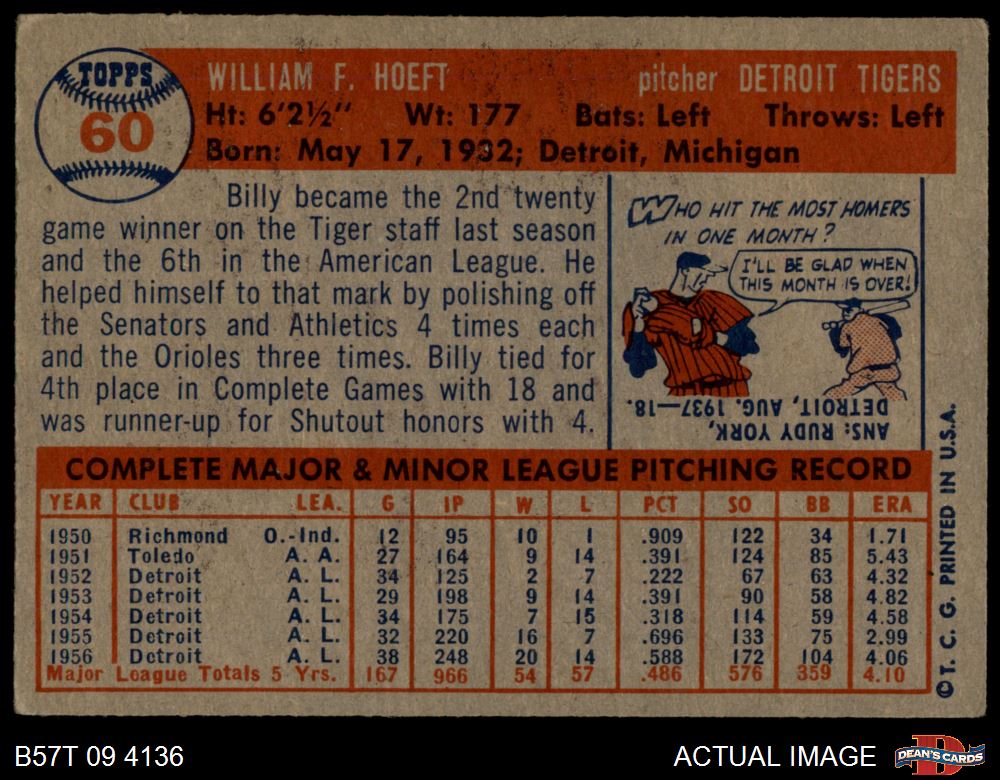 TOPPS
60
WILLIAM F. HOEFT pitcher DETROIT TIGERS
Ht: 6'2½" Wt: 177 Bats: Left Throws: Left
Born: May 17, 1932; Detroit, Michigan
Billy became the 2nd twenty
game winner on the Tiger staff last season
and the 6th in the American League. He
helped himself to that mark by polishing off
the Senators and Athletics 4 times each
and the Orioles three times. Billy tied for
4th place in Complete Games with 18 and
was runner-up for Shutout honors with 4.
WHO HIT THE MOST HOMERS
IN ONE MONTH?
I'LL BE GLAD WHEN
THIS MONTH IS OVER!
ANS: RUDY YORK,
DETROIT, AUG. 1937—18.
COMPLETE MAJOR & MINOR LEAGUE PITCHING RECORD
YEAR CLUB LEA. G IP W L PCT SO BB ERA
1950 Richmond O.-Ind. 12 95 10 1 .909 122 34 1.71
1951 Toledo A. A. 27 164 9 14 .391 124 85 5.43
1952 Detroit A. L. 34 125 2 7 .222 67 63 4.32
1953 Detroit A. L. 29 198 9 14 .391 90 58 4.82
1954 Detroit A. L. 34 175 7 15 .318 114 59 4.58
1955 Detroit A. L. 32 220 16 7 .696 133 75 2.99
1956 Detroit A. L. 38 248 20 14 .588 172 104 4.06
Major League Totals 5 Yrs. 167 966 54 57 .486 576 359 4.10
©T. C. G. PRINTED IN U.S.A.
B57T 09 4136
ACTUAL IMAGE
DEAN'S CARDS